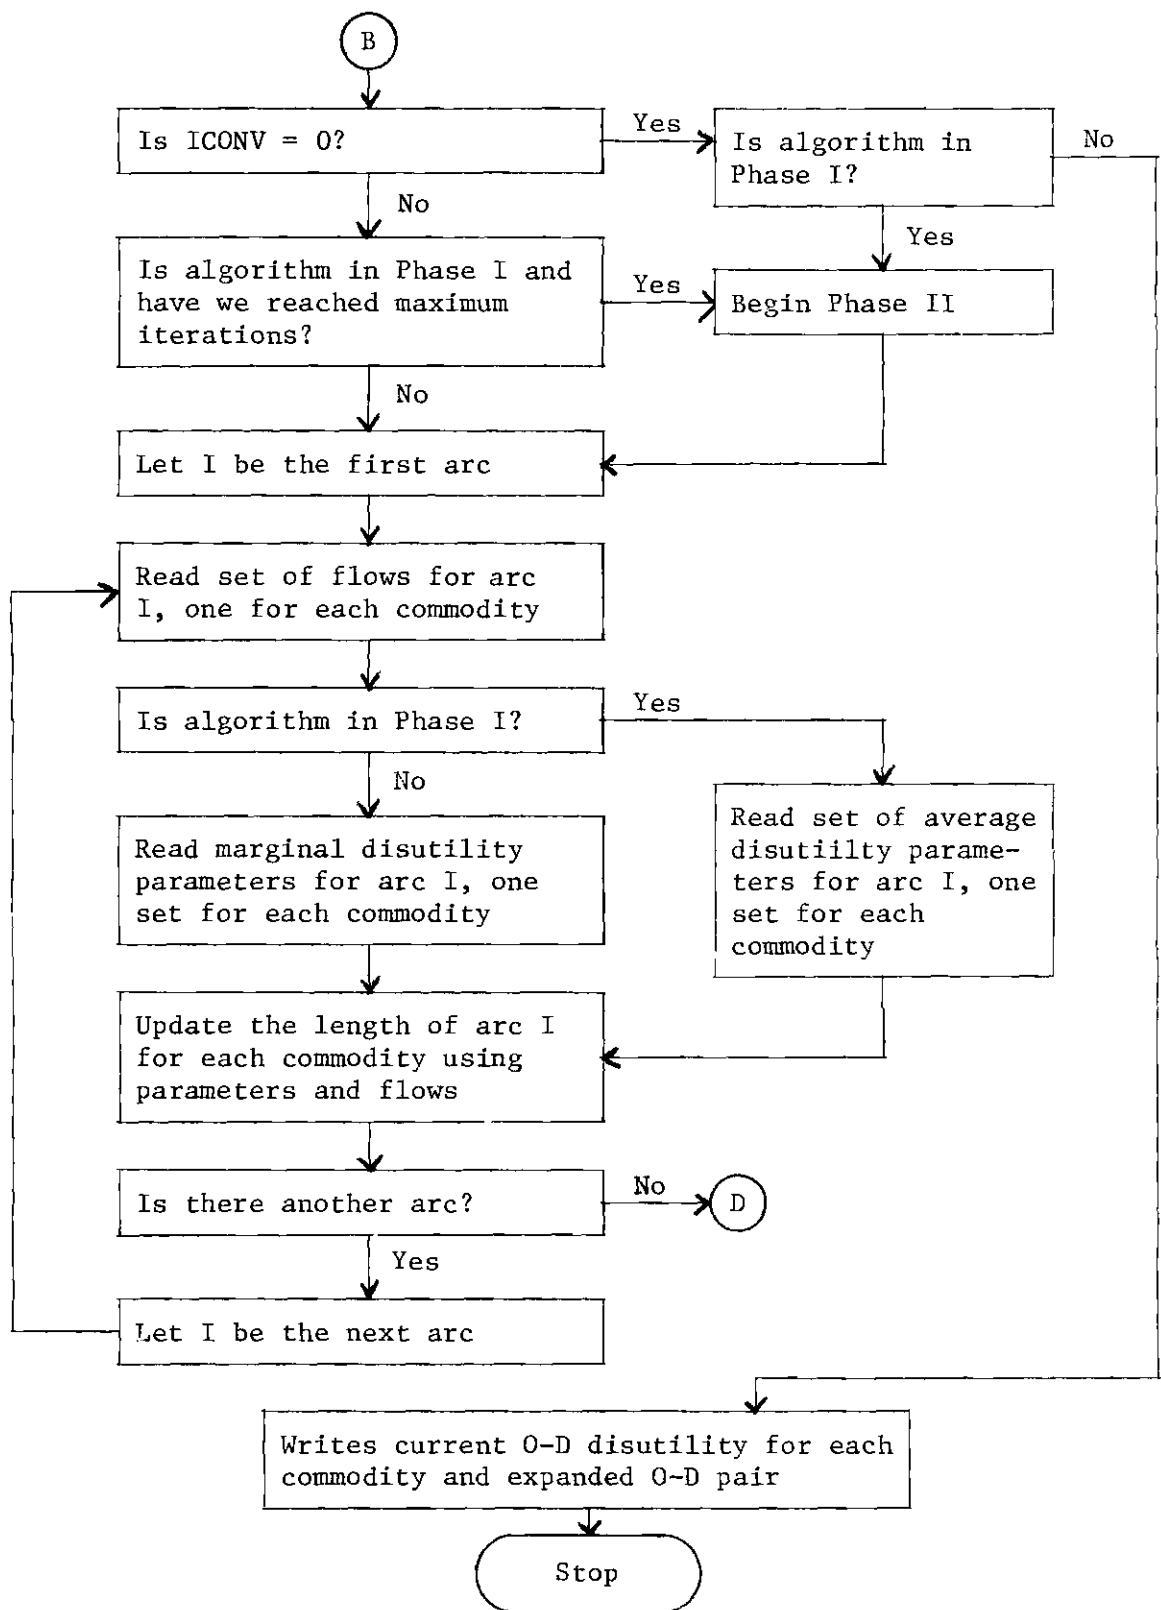 B
Is ICONV = 0?
Yes
Is algorithm in
Phase I?
No
No
Yes
Is algorithm in Phase I and
have we reached maximum
iterations?
Yes
Begin Phase II
No
Let I be the first arc
Read set of flows for arc
I, one for each commodity
Is algorithm in Phase I?
Yes
No
Read marginal disutility
parameters for arc I, one
set for each commodity
Read set of average
disutiilty parame-
ters for arc I, one
set for each
commodity
Update the length of arc I
for each commodity using
parameters and flows
Is there another arc?
No
D
Yes
Let I be the next arc
Writes current O-D disutility for each
commodity and expanded O-D pair
Stop